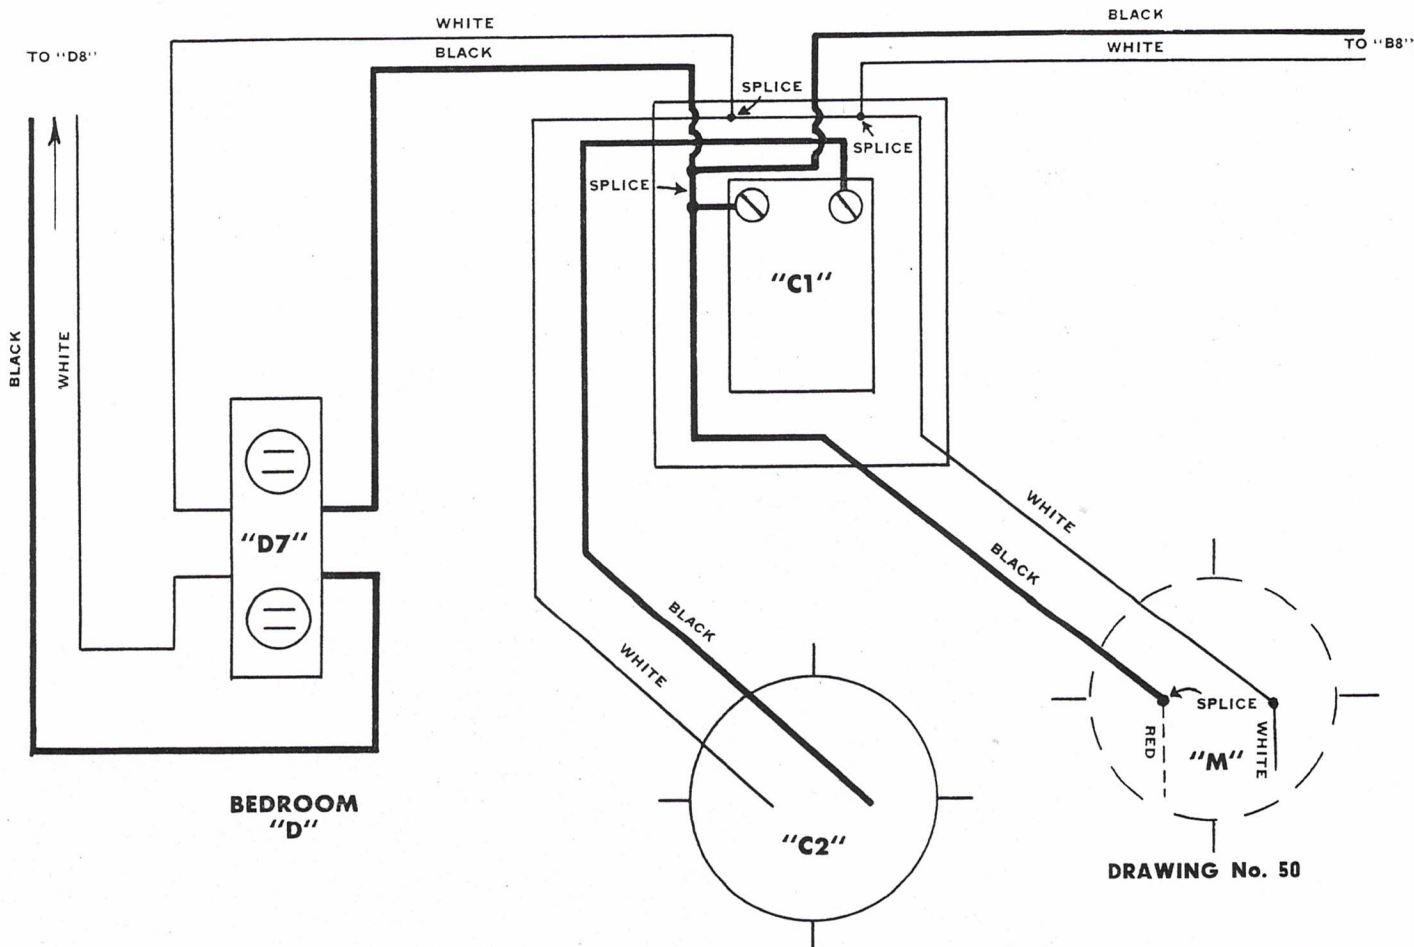 WHITE
BLACK
TO "D8"
BLACK
WHITE
TO "B8"
SPLICE
SPLICE
SPLICE
"C1"
BLACK
WHITE
"D7"
WHITE
BLACK
BLACK
WHITE
SPLICE
RED
"M"
WHITE
BEDROOM
"D"
"C2"
DRAWING No. 50